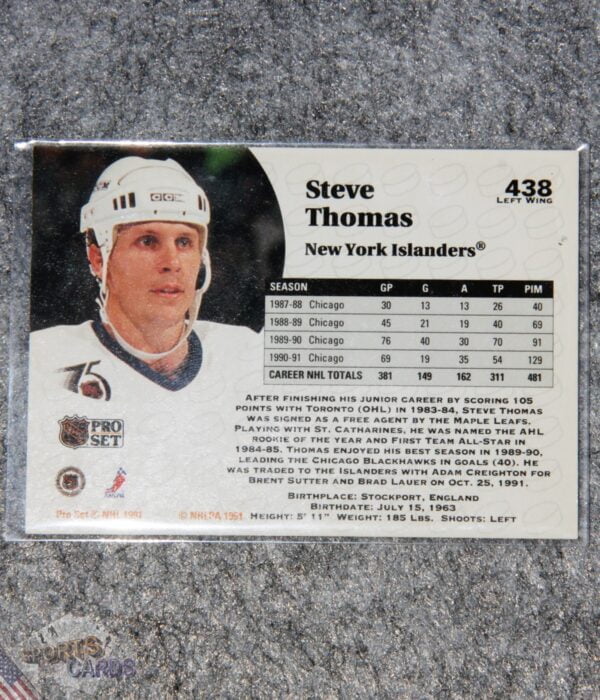 CCM
75
Steve
Thomas
438
LEFT WING
New York Islanders®
SEASON GP G A TP PIM
1987-88 Chicago 30 13 13 26 40
1988-89 Chicago 45 21 19 40 69
1989-90 Chicago 76 40 30 70 91
1990-91 Chicago 69 19 35 54 129
CAREER NHL TOTALS 381 149 162 311 481
AFTER FINISHING HIS JUNIOR CAREER BY SCORING 105
POINTS WITH TORONTO (OHL) IN 1983-84, STEVE THOMAS
WAS SIGNED AS A FREE AGENT BY THE MAPLE LEAFS.
PLAYING WITH ST. CATHARINES, HE WAS NAMED THE AHL
ROOKIE OF THE YEAR AND FIRST TEAM ALL-STAR IN
1984-85. THOMAS ENJOYED HIS BEST SEASON IN 1989-90,
LEADING THE CHICAGO BLACKHAWKS IN GOALS (40). HE
WAS TRADED TO THE ISLANDERS WITH ADAM CREIGHTON FOR
BRENT SUTTER AND BRAD LAUER ON OCT. 25, 1991.
BIRTHPLACE: STOCKPORT, ENGLAND
BIRTHDATE: JULY 15, 1963
HEIGHT: 5' 11" WEIGHT: 185 LBS. SHOOTS: LEFT
PRO
SET
NHLPA
Pro Set © NHL 1991
© NHLPA 1991
SPORTS
CARDS